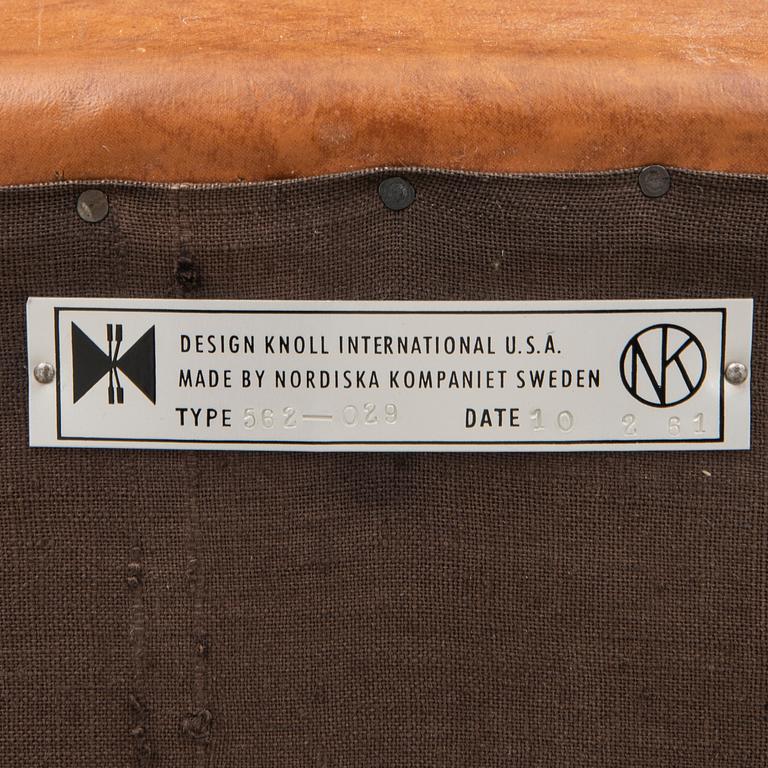 K
DESIGN KNOLL INTERNATIONAL U.S.A.
MADE BY NORDISKA KOMPANIET SWEDEN
NK
TYPE 562—029 DATE 10 2 61